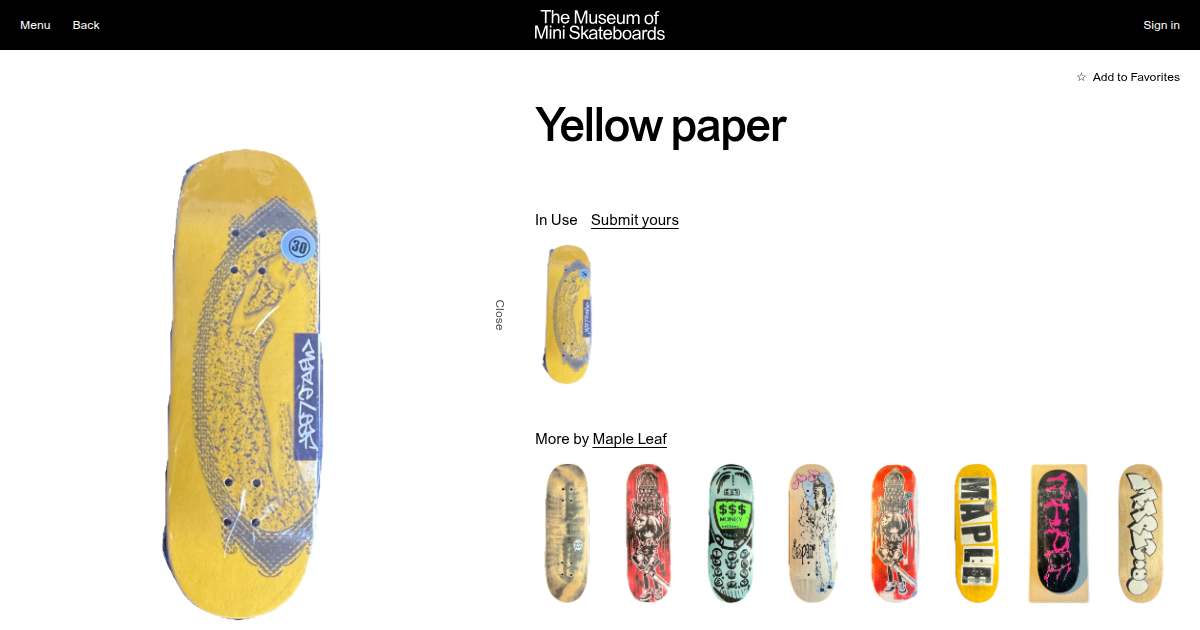 Menu
Back
The Museum of
Mini Skateboards
Sign in
☆ Add to Favorites
Yellow paper
In Use
Submit yours
30
Close
More by Maple Leaf
$$$
MONEY
MAPLE